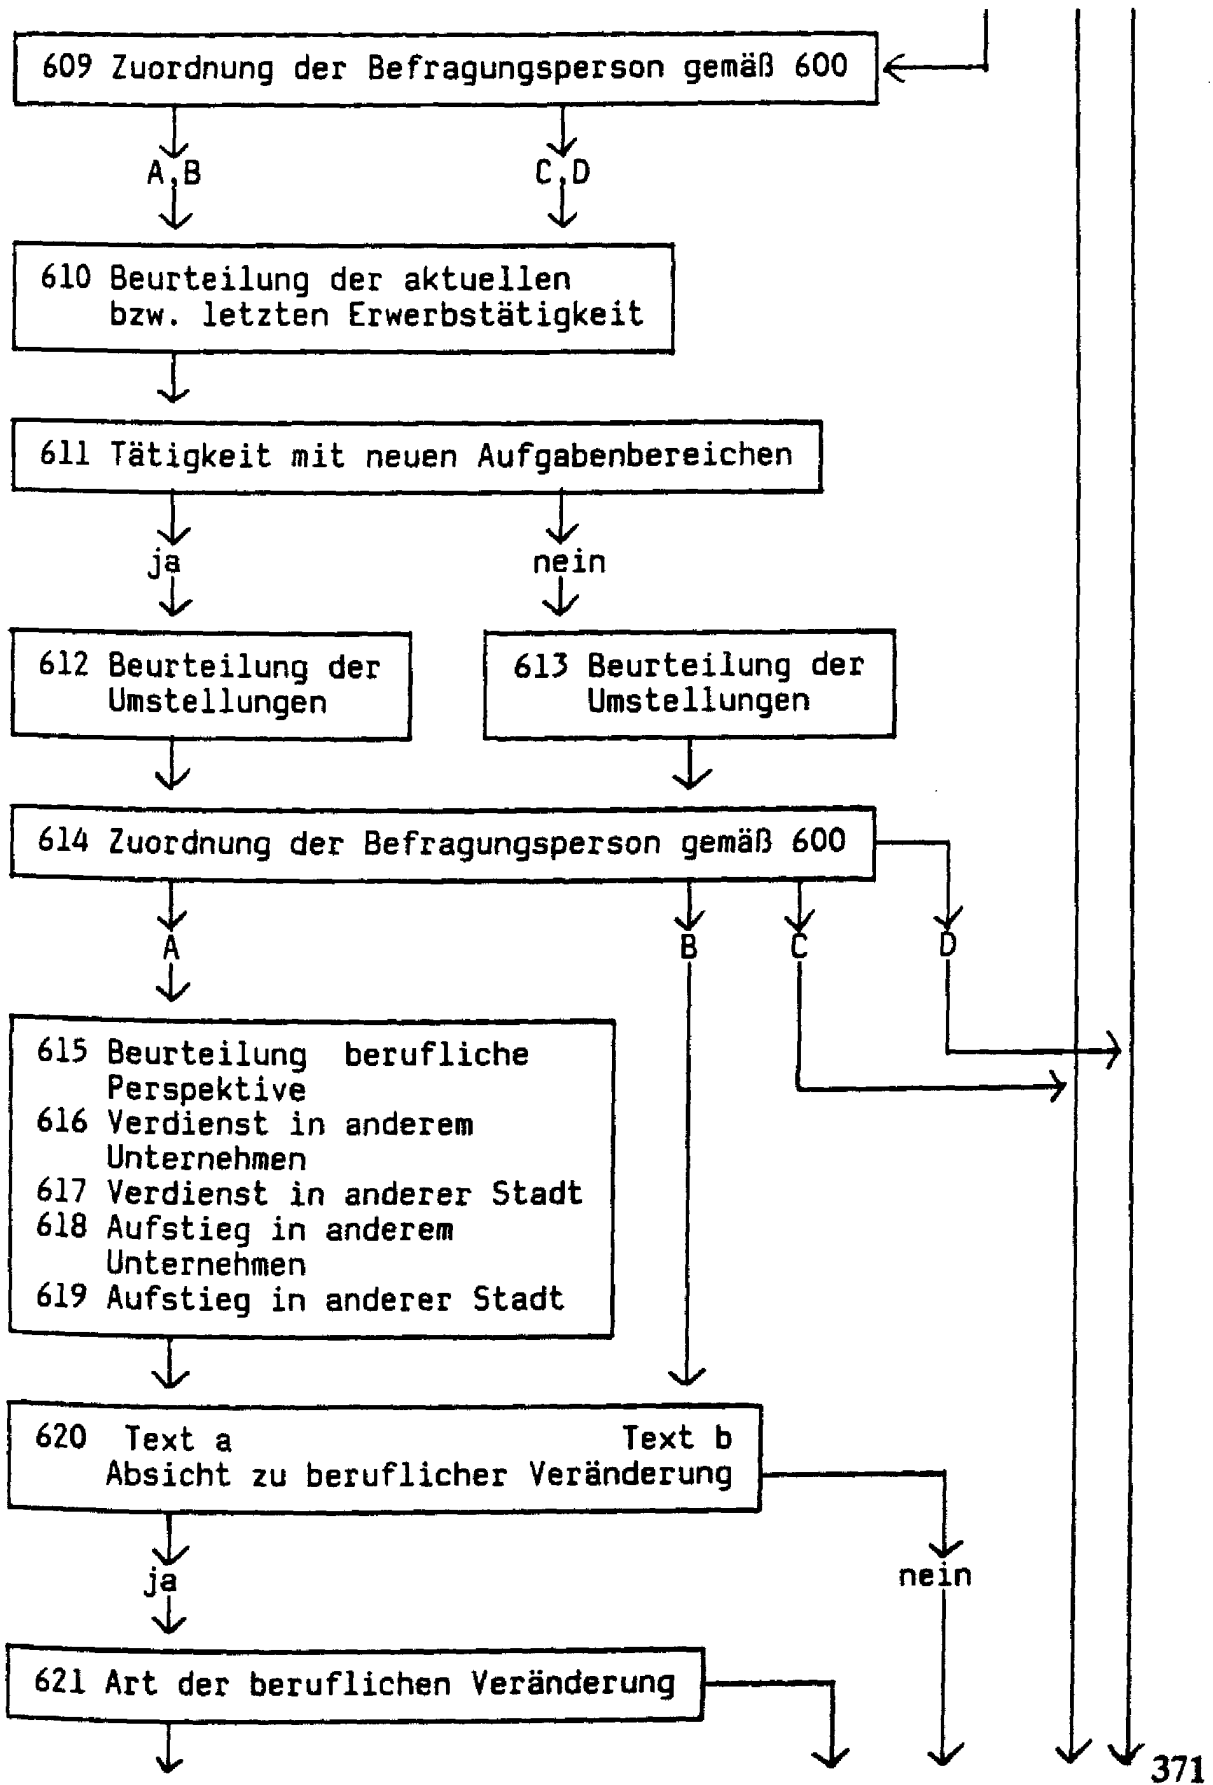 609 Zuordnung der Befragungsperson gemäß 600
A,B
C,D
610 Beurteilung der aktuellen
bzw. letzten Erwerbstätigkeit
611 Tätigkeit mit neuen Aufgabenbereichen
ja
nein
612 Beurteilung der
Umstellungen
613 Beurteilung der
Umstellungen
614 Zuordnung der Befragungsperson gemäß 600
A
B
C
D
615 Beurteilung berufliche
Perspektive
616 Verdienst in anderem
Unternehmen
617 Verdienst in anderer Stadt
618 Aufstieg in anderem
Unternehmen
619 Aufstieg in anderer Stadt
620 Text a Text b
Absicht zu beruflicher Veränderung
ja
nein
621 Art der beruflichen Veränderung
371